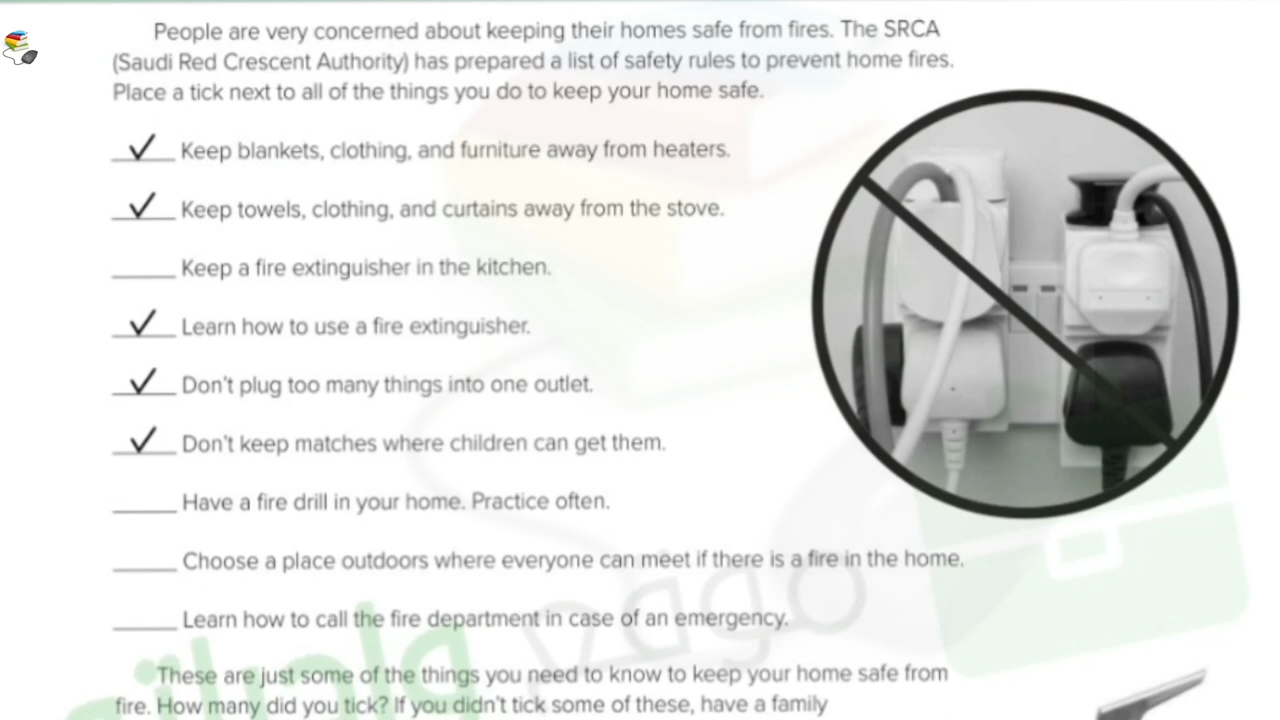 People are very concerned about keeping their homes safe from fires. The SRCA
(Saudi Red Crescent Authority) has prepared a list of safety rules to prevent home fires.
Place a tick next to all of the things you do to keep your home safe.
✓ Keep blankets, clothing, and furniture away from heaters.
✓ Keep towels, clothing, and curtains away from the stove.
____ Keep a fire extinguisher in the kitchen.
✓ Learn how to use a fire extinguisher.
✓ Don't plug too many things into one outlet.
✓ Don't keep matches where children can get them.
____ Have a fire drill in your home. Practice often.
____ Choose a place outdoors where everyone can meet if there is a fire in the home.
____ Learn how to call the fire department in case of an emergency.
These are just some of the things you need to know to keep your home safe from
fire. How many did you tick? If you didn't tick some of these, have a family